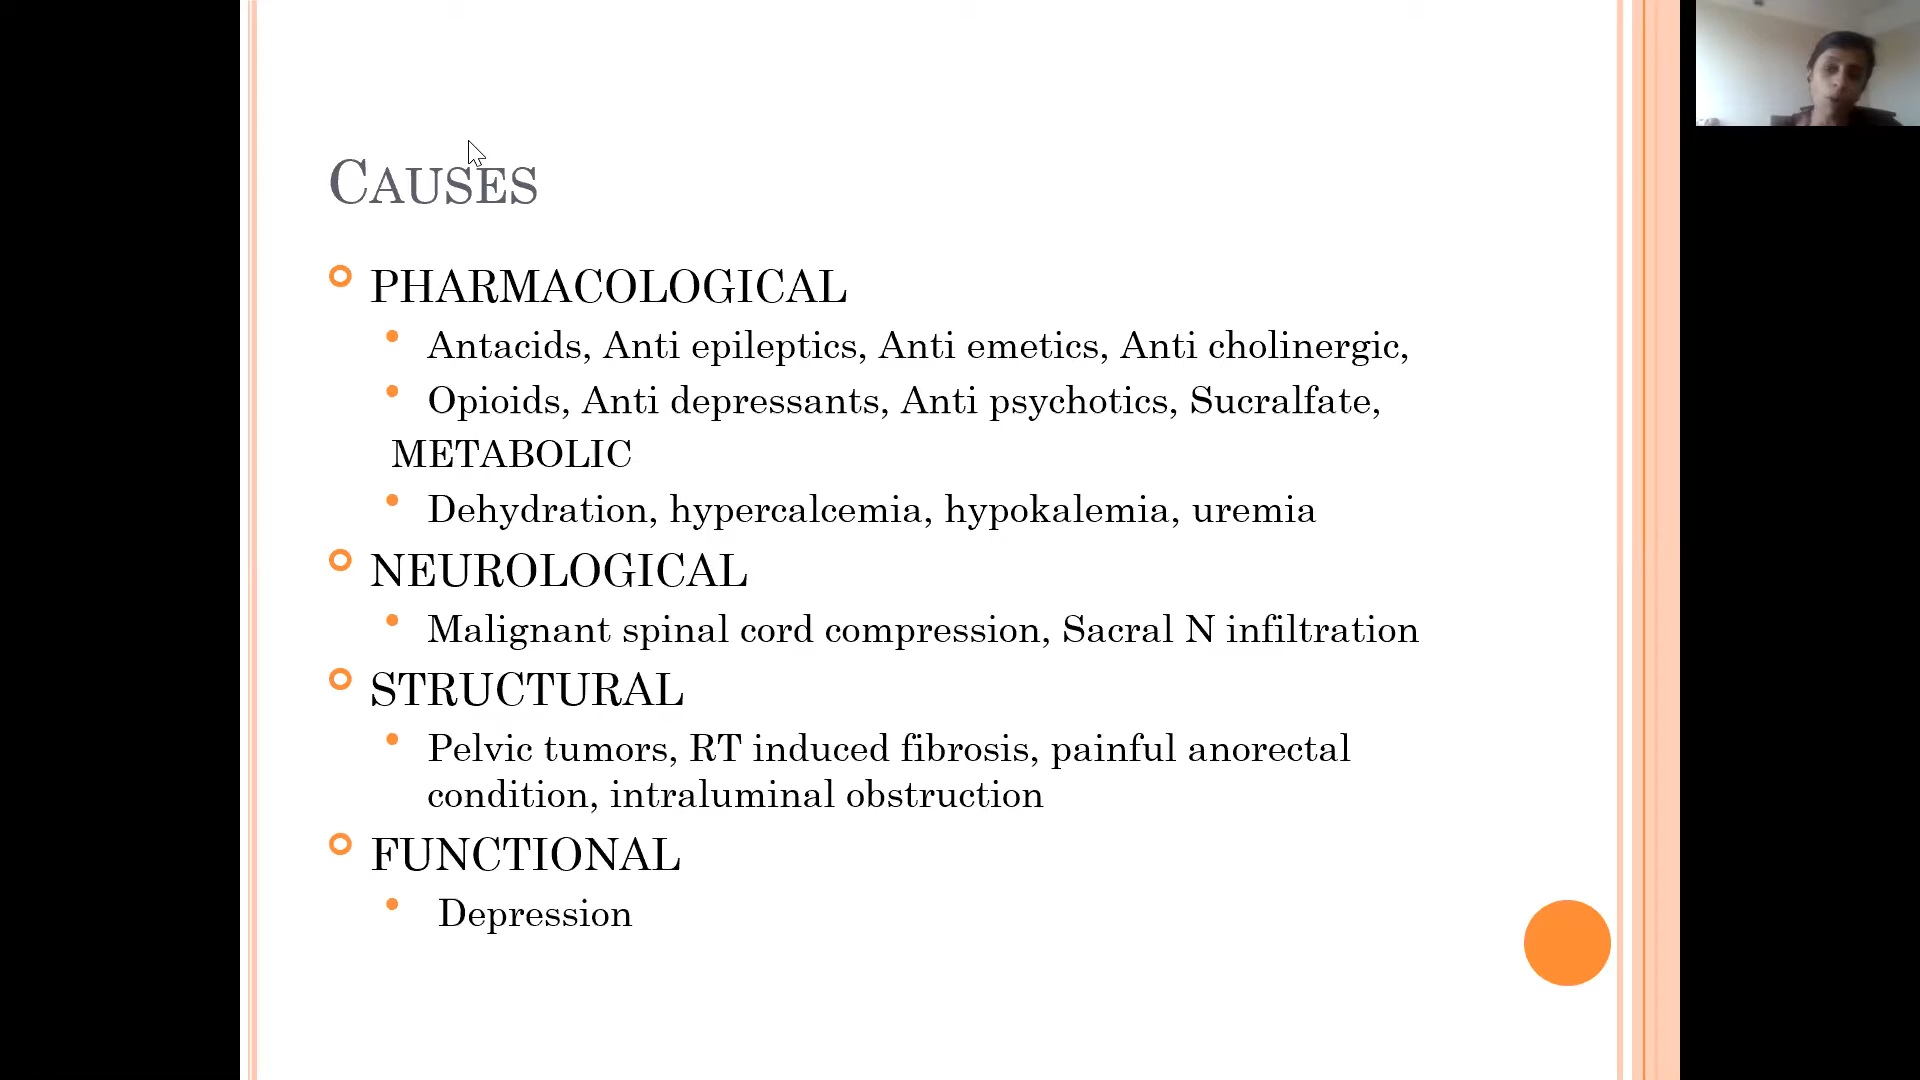 CAUSES
PHARMACOLOGICAL
Antacids, Anti epileptics, Anti emetics, Anti cholinergic,
Opioids, Anti depressants, Anti psychotics, Sucralfate,
METABOLIC
Dehydration, hypercalcemia, hypokalemia, uremia
NEUROLOGICAL
Malignant spinal cord compression, Sacral N infiltration
STRUCTURAL
Pelvic tumors, RT induced fibrosis, painful anorectal
condition, intraluminal obstruction
FUNCTIONAL
Depression